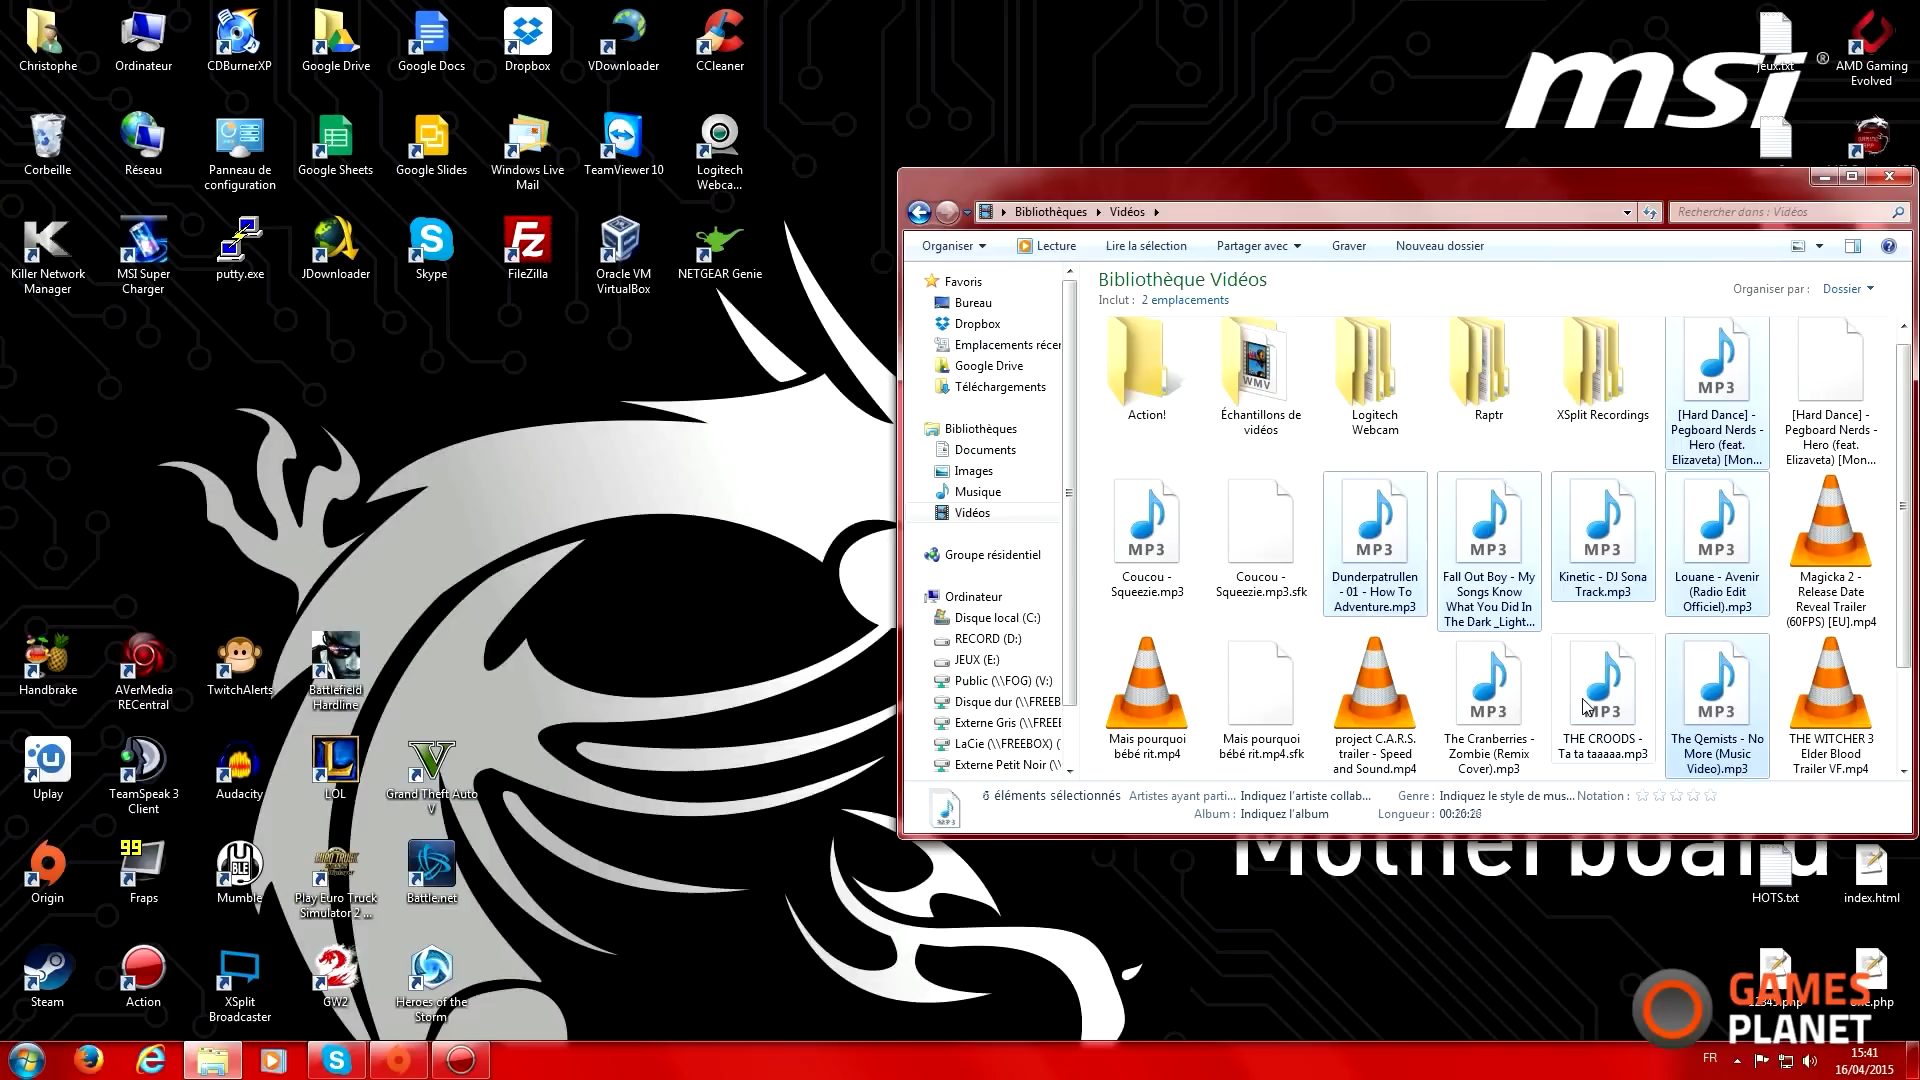 Christophe
Ordinateur
CDBurnerXP
Google Drive
Google Docs
Dropbox
VDownloader
CCleaner
Corbeille
Réseau
Panneau de
configuration
Google Sheets
Google Slides
Windows Live
Mail
TeamViewer 10
Logitech
Webca...
Killer Network
Manager
MSI Super
Charger
putty.exe
JDownloader
Skype
FileZilla
Oracle VM
VirtualBox
NETGEAR Genie
msi
®
jeux.txt
AMD Gaming
Evolved
Bibliothèques
Vidéos
Rechercher dans : Vidéos
Organiser
Lecture
Lire la sélection
Partager avec
Graver
Nouveau dossier
Favoris
Bureau
Dropbox
Emplacements récer
Google Drive
Téléchargements
Bibliothèques
Documents
Images
Musique
Vidéos
Groupe résidentiel
Ordinateur
Disque local (C:)
RECORD (D:)
JEUX (E:)
Public (\\FOG) (V:)
Disque dur (\\FREEB
Externe Gris (\\FREEE
LaCie (\\FREEBOX) (
Externe Petit Noir (\\
Bibliothèque Vidéos
Inclut : 2 emplacements
Organiser par : Dossier
Action!
Échantillons de
vidéos
WMV
Logitech
Webcam
Raptr
XSplit Recordings
MP3
[Hard Dance] -
Pegboard Nerds -
Hero (feat.
Elizaveta) [Mon...
[Hard Dance] -
Pegboard Nerds -
Hero (feat.
Elizaveta) [Mon...
MP3
Coucou -
Squeezie.mp3
Coucou -
Squeezie.mp3.sfk
MP3
Dunderpatrullen
- 01 - How To
Adventure.mp3
MP3
Fall Out Boy - My
Songs Know
What You Did In
The Dark _Light...
MP3
Kinetic - DJ Sona
Track.mp3
MP3
Louane - Avenir
(Radio Edit
Officiel).mp3
Magicka 2 -
Release Date
Reveal Trailer
(60FPS) [EU].mp4
Mais pourquoi
bébé rit.mp4
Mais pourquoi
bébé rit.mp4.sfk
project C.A.R.S.
trailer - Speed
and Sound.mp4
MP3
The Cranberries -
Zombie (Remix
Cover).mp3
MP3
THE CROODS -
Ta ta taaaaa.mp3
MP3
The Qemists - No
More (Music
Video).mp3
THE WITCHER 3
Elder Blood
Trailer VF.mp4
MP3
éléments sélectionnés
Artistes ayant parti... Indiquez l'artiste collab...
Genre : Indiquez le style de mus...
Notation :
Album : Indiquez l'album
Longueur :
Handbrake
AVerMedia
RECentral
TwitchAlerts
Battlefield
Hardline
Uplay
TeamSpeak 3
Client
Audacity
LOL
Grand Theft Auto
V
Origin
99
Fraps
Mumble
Play Euro Truck
Simulator 2 ...
Battle.net
Steam
Action
XSplit
Broadcaster
GW2
Heroes of the
Storm
Motherboard
HOTS.txt
index.html
GAMES
PLANET
FR
15:41
16/04/2015